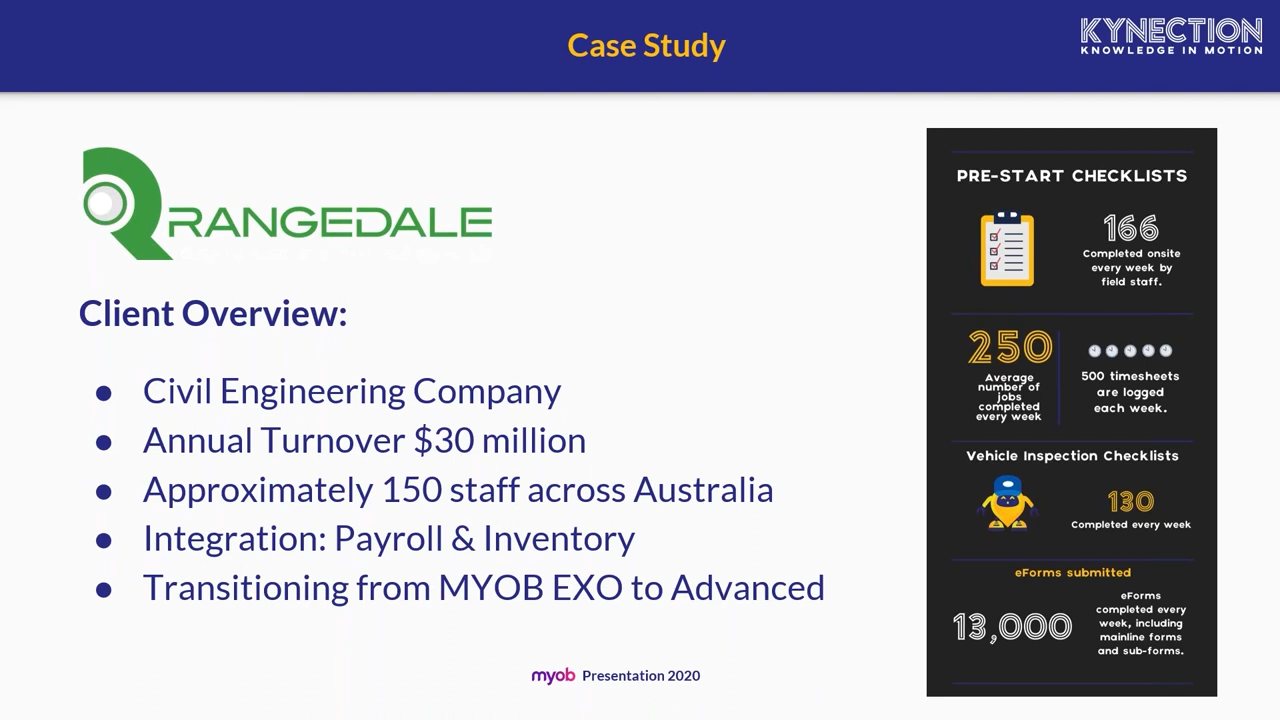 Case Study
KYNECTION
KNOWLEDGE IN MOTION
RANGEDALE
Client Overview:
● Civil Engineering Company
● Annual Turnover $30 million
● Approximately 150 staff across Australia
● Integration: Payroll & Inventory
● Transitioning from MYOB EXO to Advanced
PRE-START CHECKLISTS
166
Completed onsite
every week by
field staff.
250
Average
number of
jobs
completed
every week
500 timesheets
are logged
each week.
Vehicle Inspection Checklists
130
Completed every week
eForms submitted
13,000
eForms
completed every
week, including
mainline forms
and sub-forms.
myob Presentation 2020